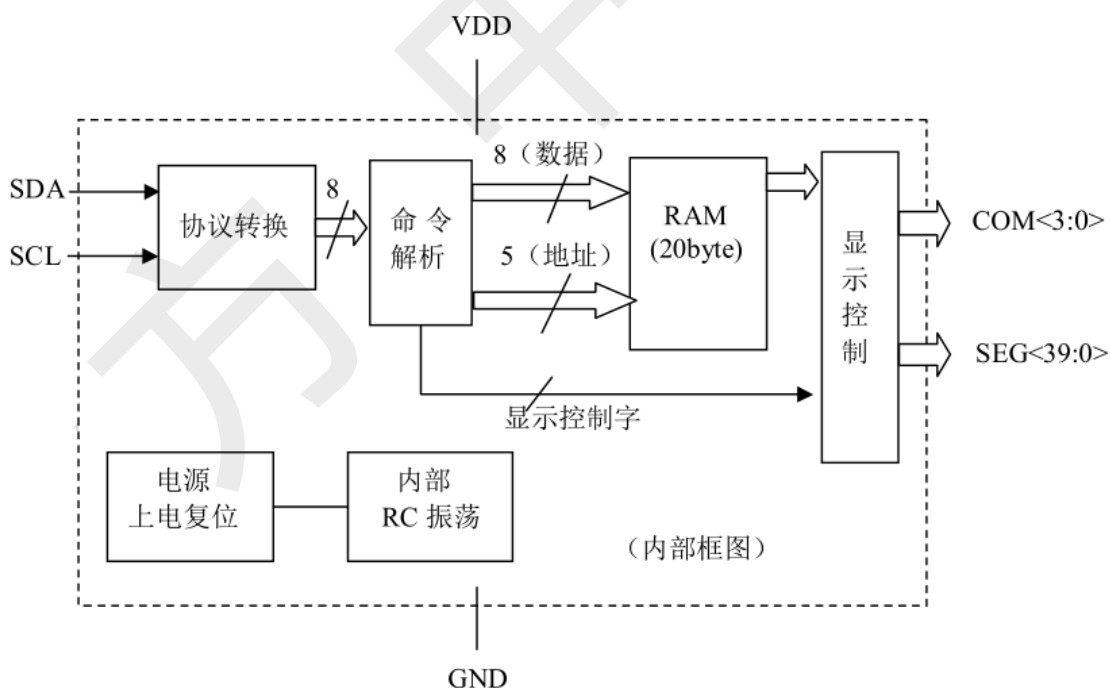 VDD
SDA
SCL
协议转换
8
命 令
解析
8（数据）
5（地址）
RAM
(20byte)
显
示
控
制
COM<3:0>
SEG<39:0>
显示控制字
电源
上电复位
内部
RC 振荡
（内部框图）
GND